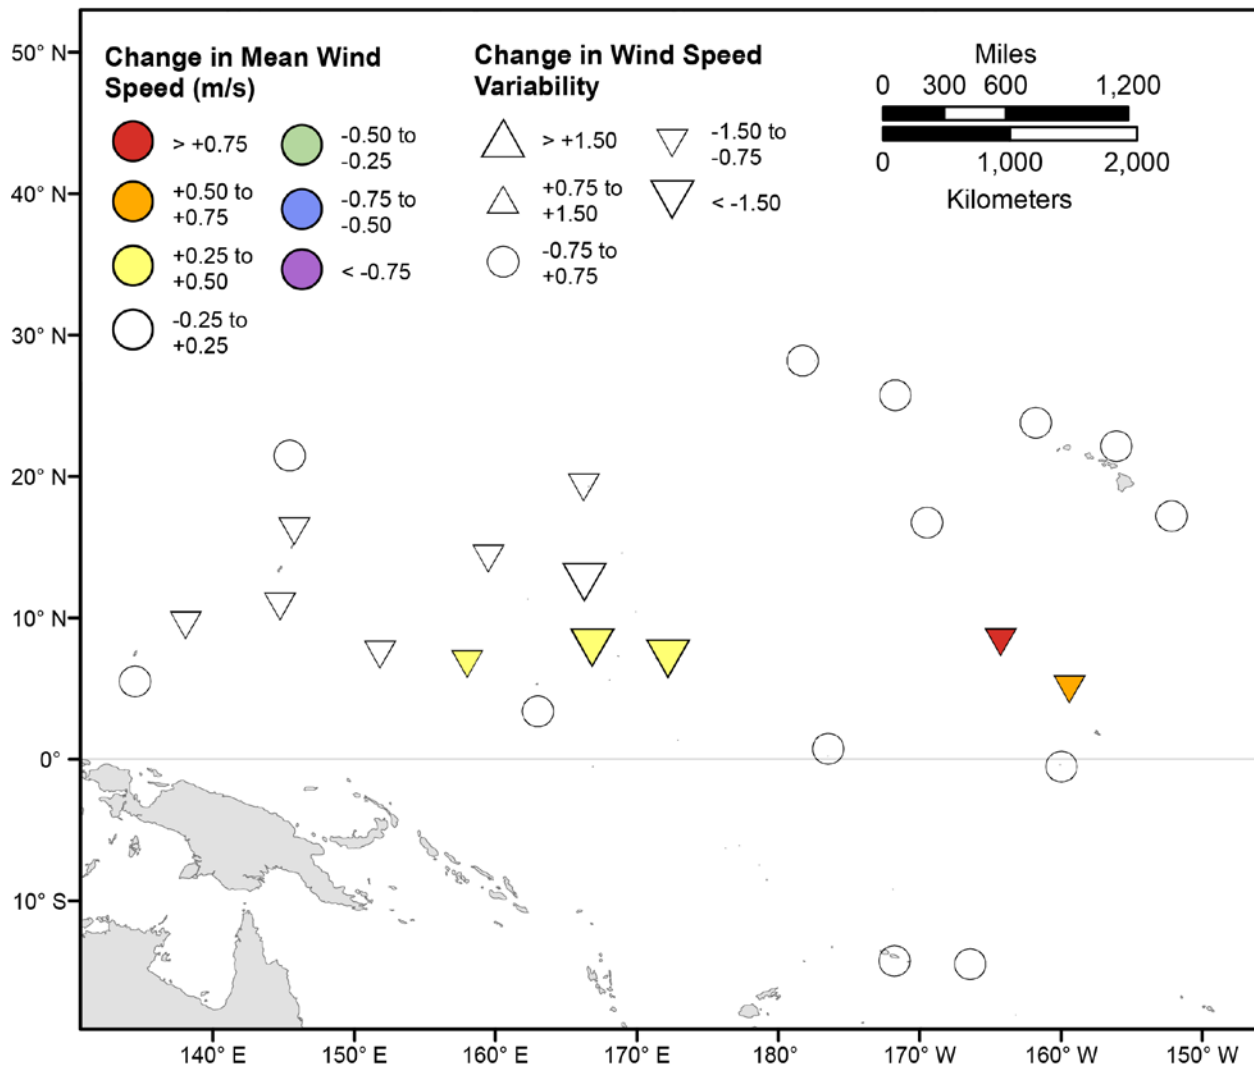 Change in Mean Wind
Speed (m/s)
> +0.75
+0.50 to
+0.75
+0.25 to
+0.50
-0.25 to
+0.25
-0.50 to
-0.25
-0.75 to
-0.50
< -0.75
Change in Wind Speed
Variability
> +1.50
+0.75 to
+1.50
-0.75 to
+0.75
-1.50 to
-0.75
< -1.50
Miles
0 300 600 1,200
0 1,000 2,000
Kilometers
50° N
40° N
30° N
20° N
10° N
0°
10° S
140° E 150° E 160° E 170° E 180° 170° W 160° W 150° W